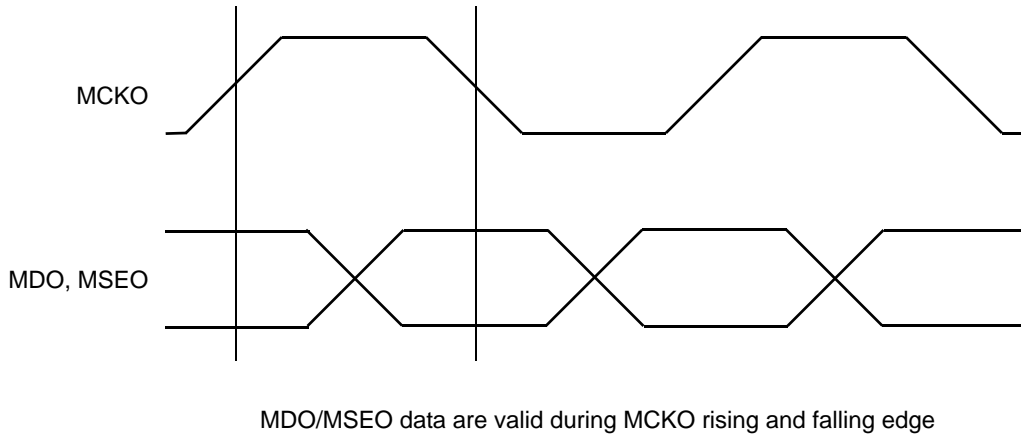 MCKO
MDO, MSEO
MDO/MSEO data are valid during MCKO rising and falling edge